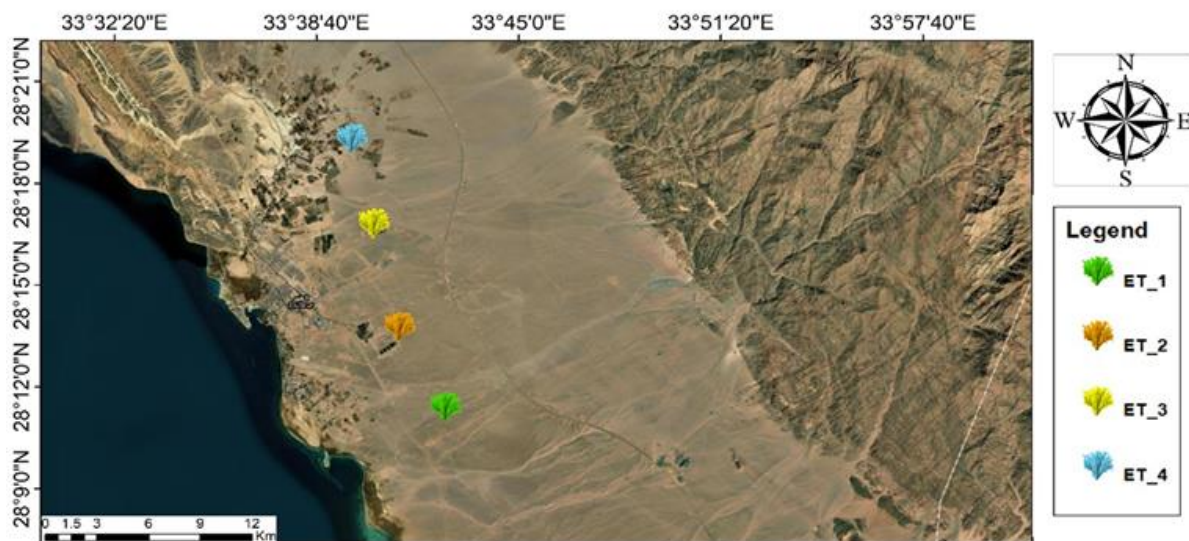 33°32'20"E 33°38'40"E 33°45'0"E 33°51'20"E 33°57'40"E
28°21'0"N
28°18'0"N
28°15'0"N
28°12'0"N
28°9'0"N
0 1.5 3 6 9 12
Km
N
W E
S
Legend
ET_1
ET_2
ET_3
ET_4